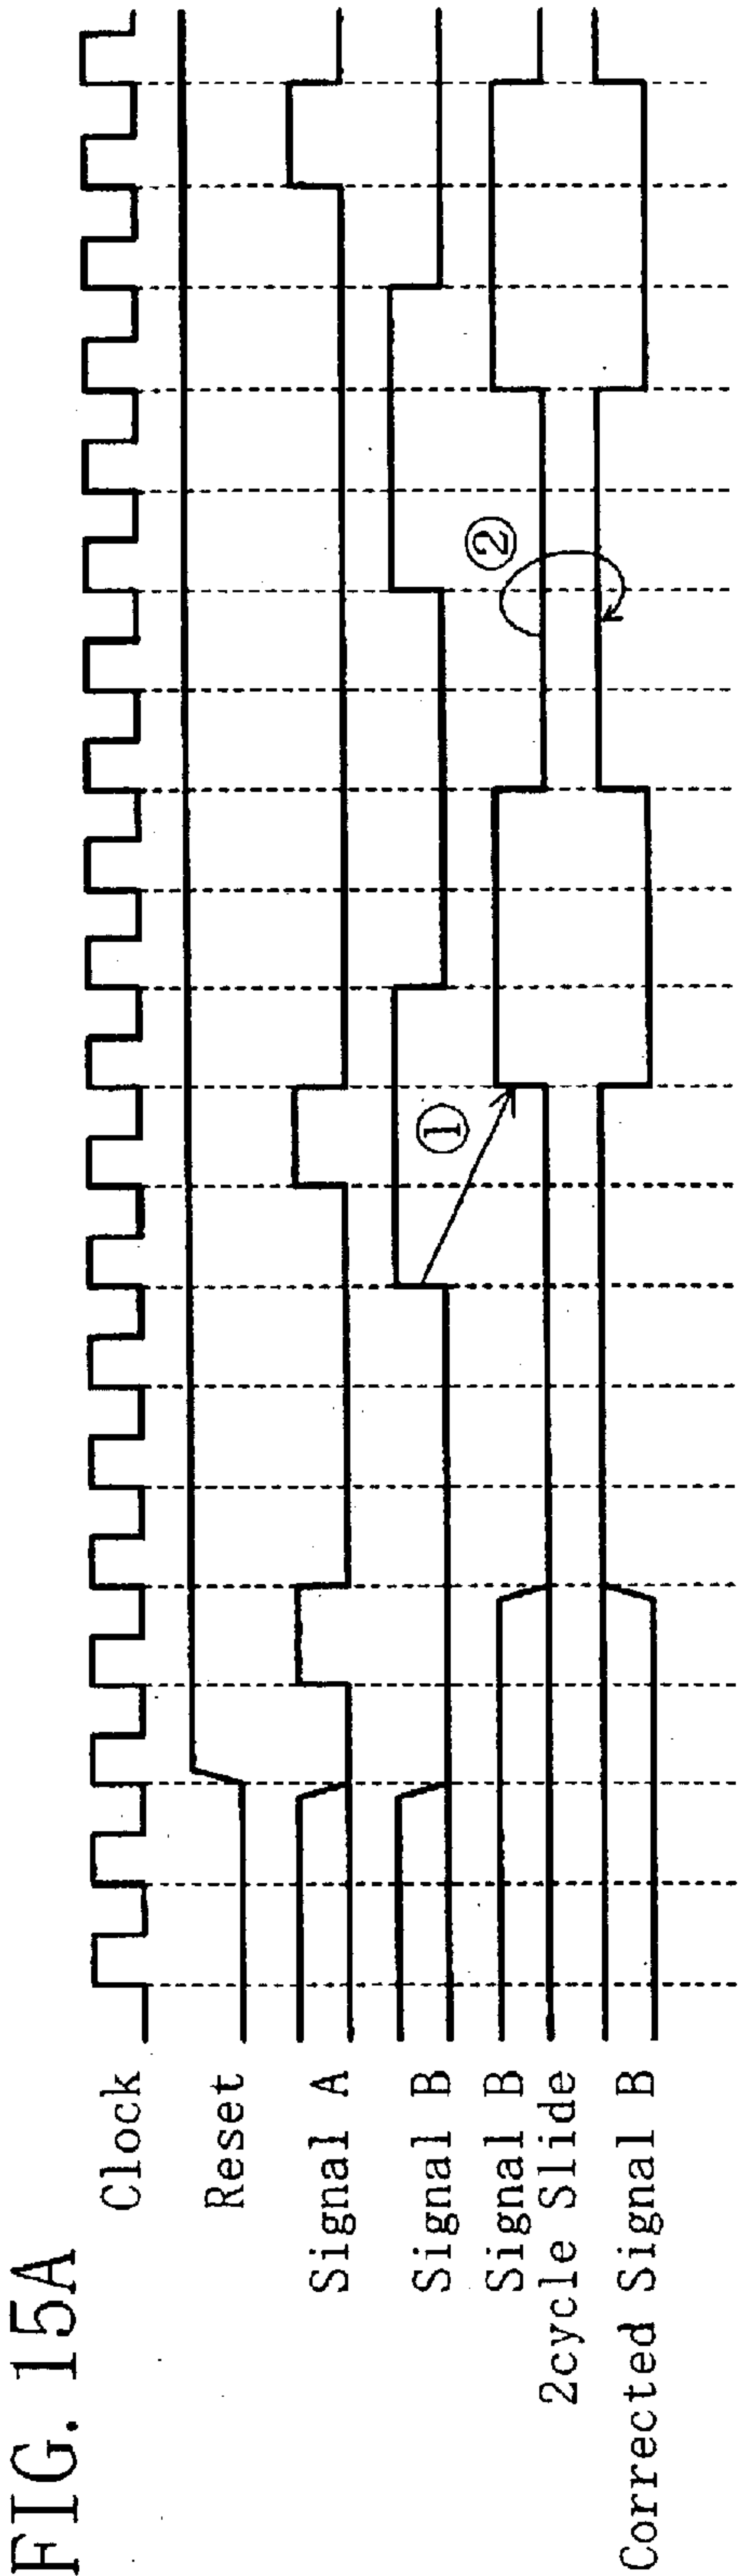 FIG. 15A
Clock
Reset
Signal A
Signal B
Signal B
2cycle Slide
Corrected Signal B
①
②